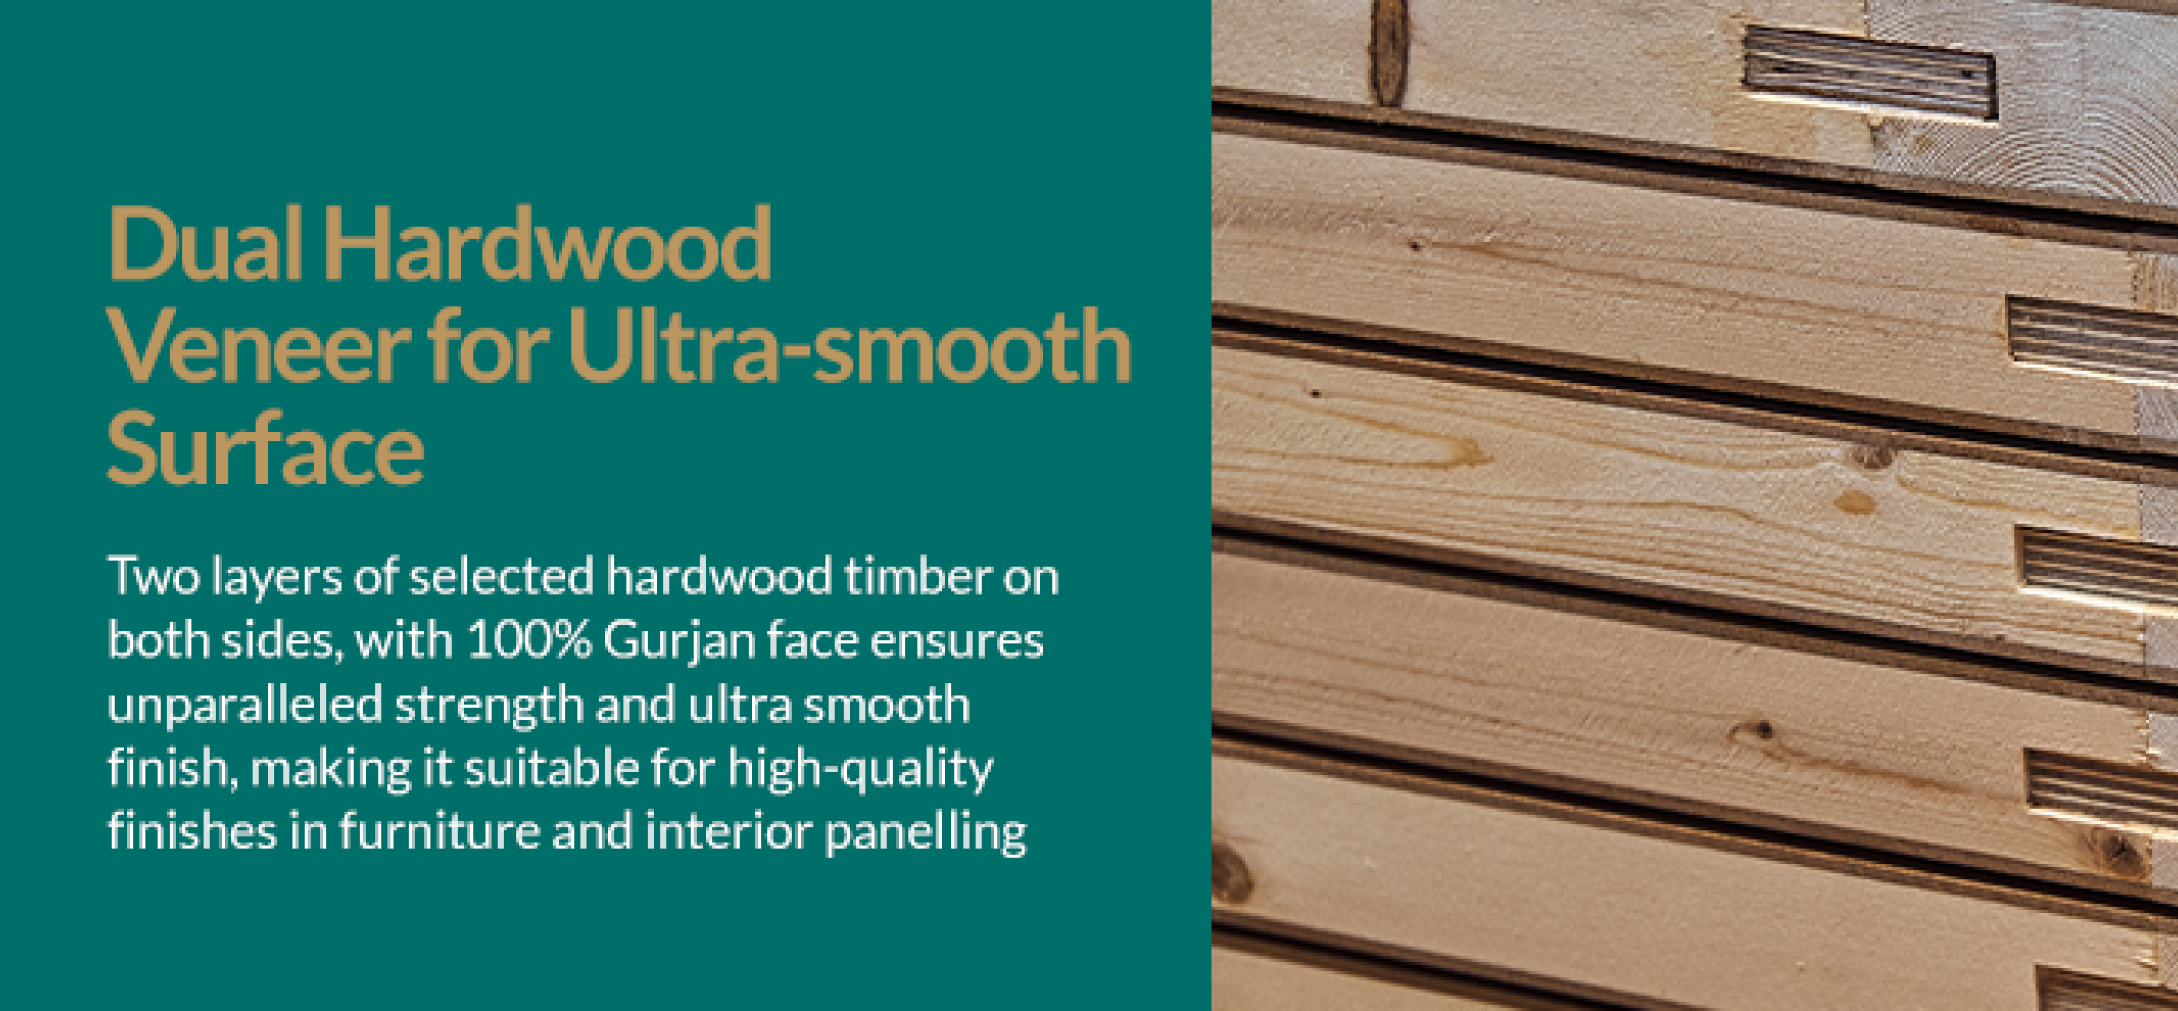 Dual Hardwood
Veneer for Ultra-smooth
Surface
Two layers of selected hardwood timber on
both sides, with 100% Gurjan face ensures
unparalleled strength and ultra smooth
finish, making it suitable for high-quality
finishes in furniture and interior panelling